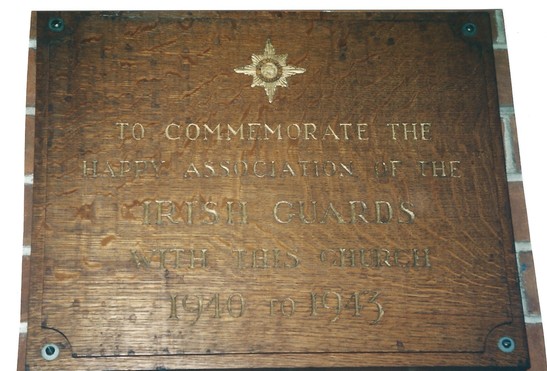 TO COMMEMORATE THE
HAPPY ASSOCIATION OF THE
IRISH GUARDS
WITH THIS CHURCH
1940 TO 1943